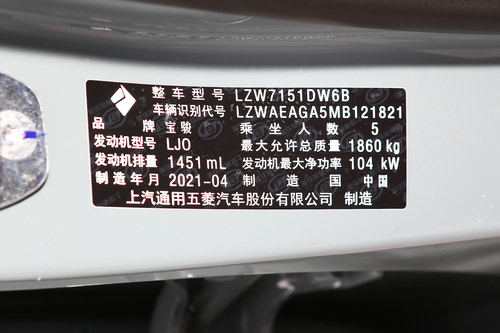 整车型号 LZW7151DW6B
车辆识别代号 LZWAEAGA5MB121821
品牌 宝骏 乘坐人数 5
发动机型号 LJO 最大允许总质量 1860 kg
发动机排量 1451 mL 发动机最大净功率 104 kW
制造年月 2021-04 制造国 中国
上汽通用五菱汽车股份有限公司 制造